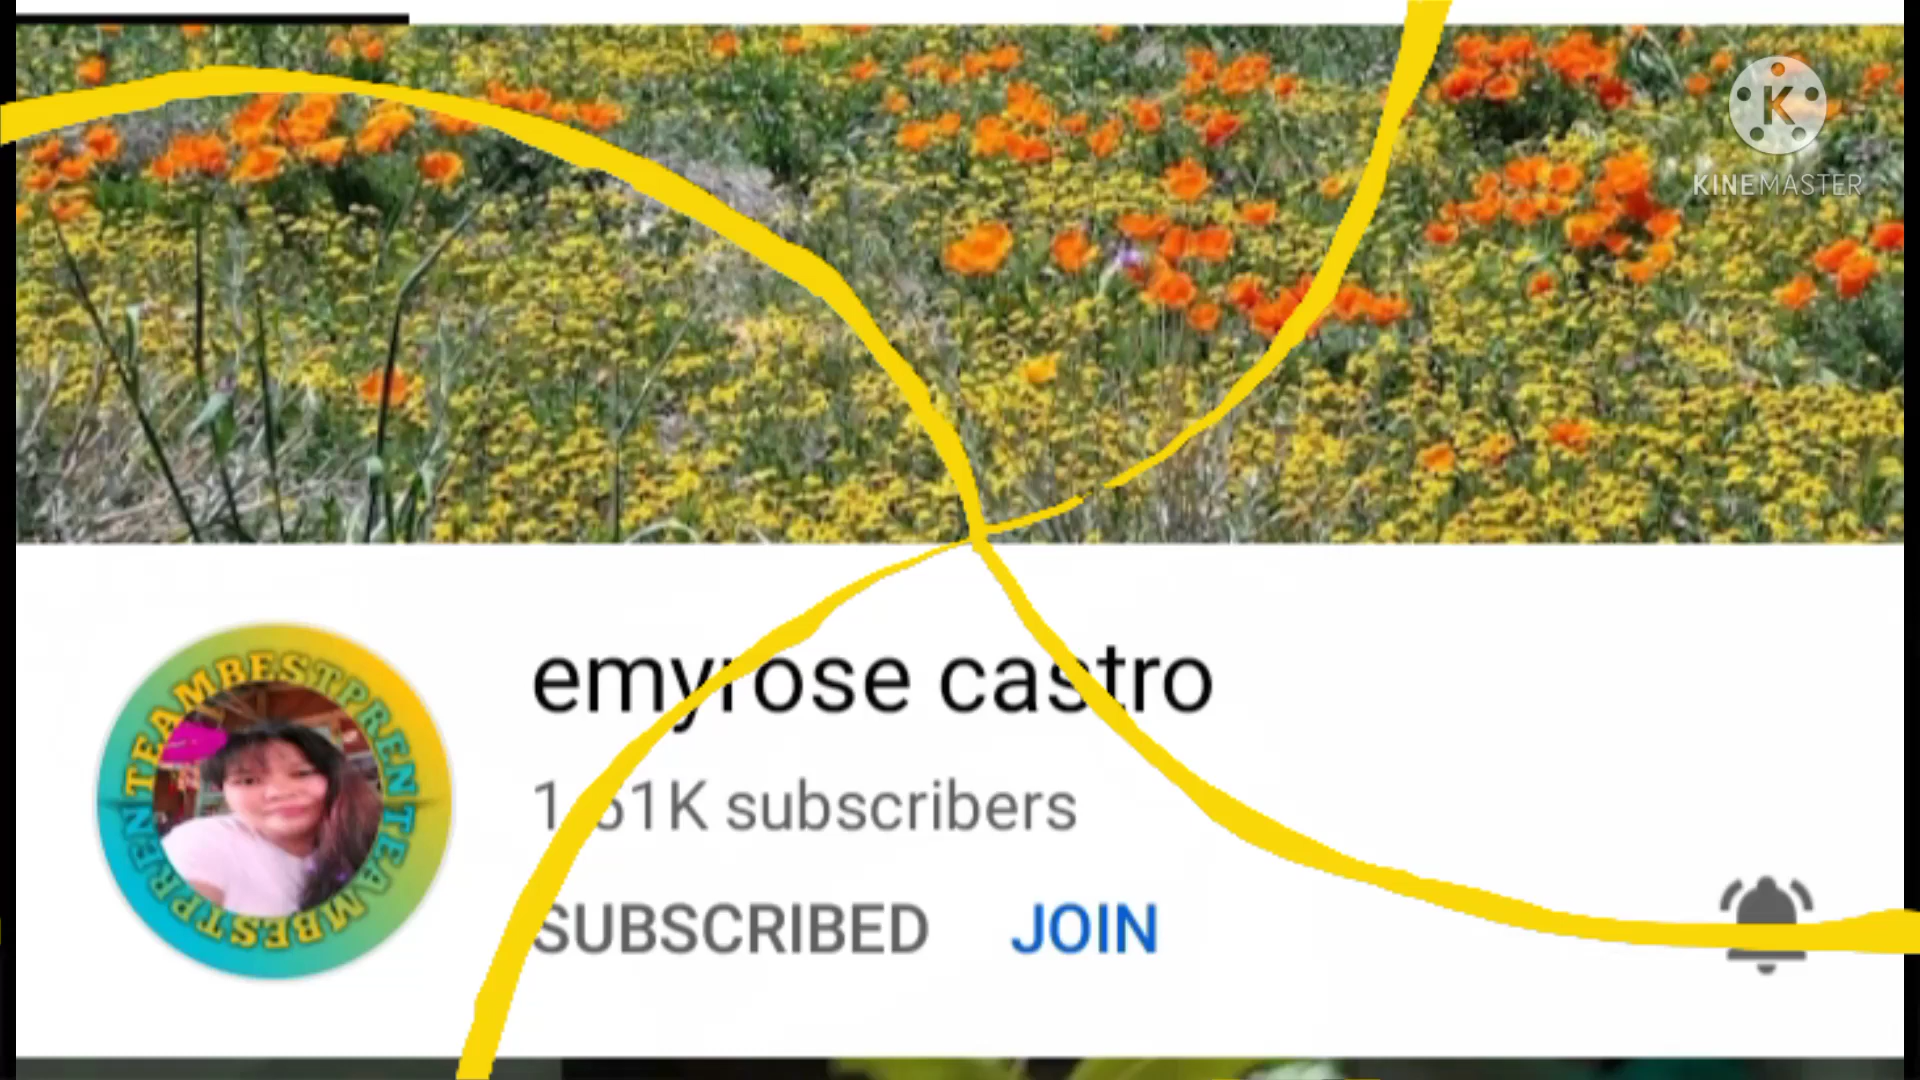 KINEMASTER
emyrose castro
subscribers
SUBSCRIBED JOIN
TEAMBESTPREN TEAMBESTPREN